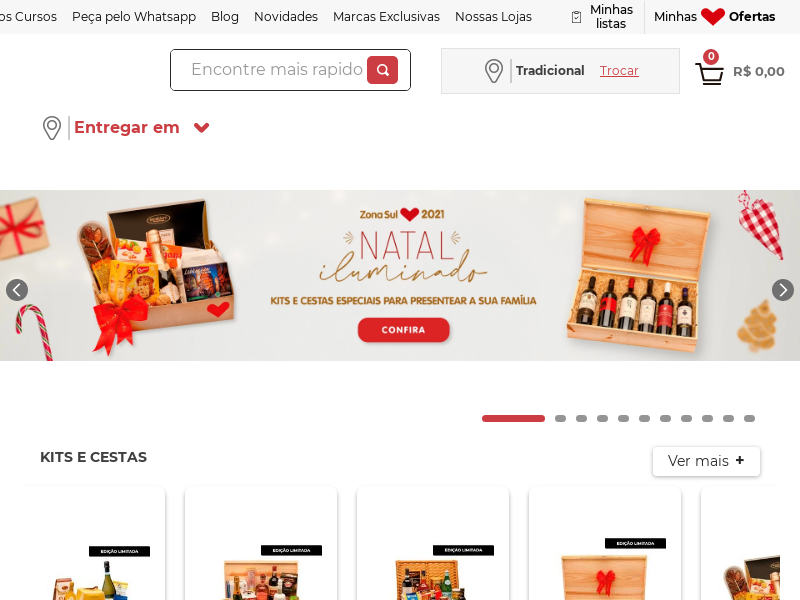 os Cursos Peça pelo Whatsapp Blog Novidades Marcas Exclusivas Nossas Lojas Minhas listas Minhas Ofertas
Encontre mais rapido
Tradicional Trocar
0
R$ 0,00
Entregar em
Zona Sul 2021
NATAL
iluminado
KITS E CESTAS ESPECIAIS PARA PRESENTEAR A SUA FAMÍLIA
CONFIRA
KITS E CESTAS
Ver mais +
EDIÇÃO LIMITADA
EDIÇÃO LIMITADA
EDIÇÃO LIMITADA
EDIÇÃO LIMITADA